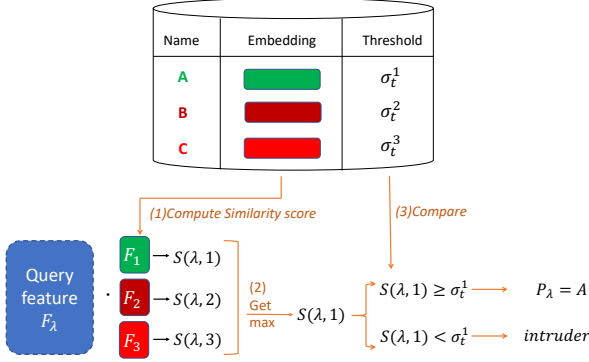 Name Embedding Threshold
A σ_t^1
B σ_t^2
C σ_t^3
(1)Compute Similarity score (3)Compare
Query feature F_λ
·
F_1 → S(λ, 1)
F_2 → S(λ, 2)
F_3 → S(λ, 3)
(2) Get max
S(λ, 1)
S(λ, 1) ≥ σ_t^1 → P_λ = A
S(λ, 1) < σ_t^1 → intruder